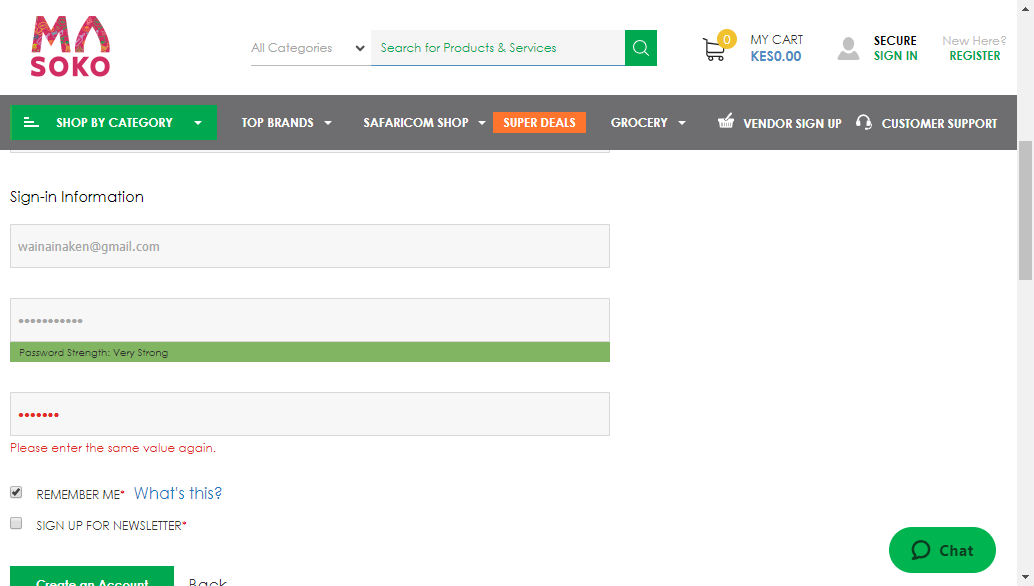 MA
SOKO
All Categories
Search for Products & Services
0
MY CART
KES0.00
SECURE
SIGN IN
New Here?
REGISTER
SHOP BY CATEGORY
TOP BRANDS
SAFARICOM SHOP
SUPER DEALS
GROCERY
VENDOR SIGN UP
CUSTOMER SUPPORT
Sign-in Information
wainainaken@gmail.com
•••••••••••
Password Strength: Very Strong
•••••••
Please enter the same value again.
REMEMBER ME* What's this?
SIGN UP FOR NEWSLETTER*
Chat
Create an Account
Back